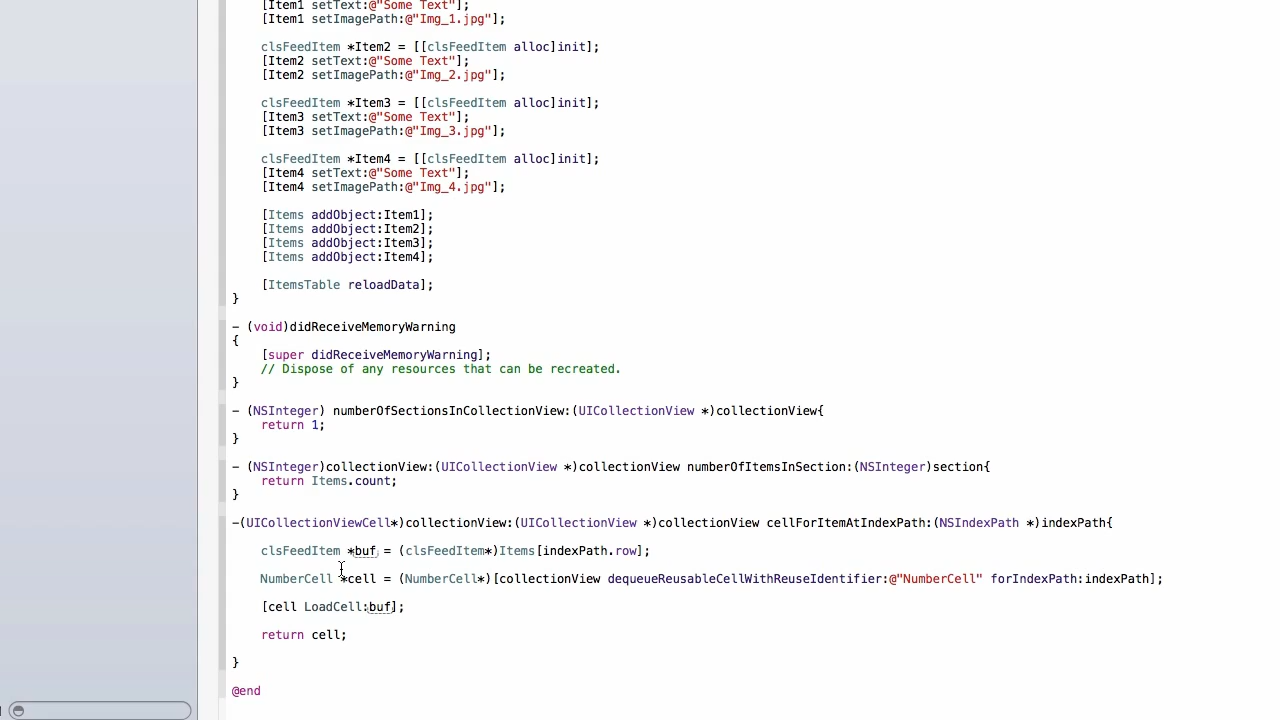 [Item1 setText:@"Some Text"];
[Item1 setImagePath:@"Img_1.jpg"];
clsFeedItem *Item2 = [[clsFeedItem alloc]init];
[Item2 setText:@"Some Text"];
[Item2 setImagePath:@"Img_2.jpg"];
clsFeedItem *Item3 = [[clsFeedItem alloc]init];
[Item3 setText:@"Some Text"];
[Item3 setImagePath:@"Img_3.jpg"];
clsFeedItem *Item4 = [[clsFeedItem alloc]init];
[Item4 setText:@"Some Text"];
[Item4 setImagePath:@"Img_4.jpg"];
[Items addObject:Item1];
[Items addObject:Item2];
[Items addObject:Item3];
[Items addObject:Item4];
[ItemsTable reloadData];
}
- (void)didReceiveMemoryWarning
{
[super didReceiveMemoryWarning];
// Dispose of any resources that can be recreated.
}
- (NSInteger) numberOfSectionsInCollectionView:(UICollectionView *)collectionView{
return 1;
}
- (NSInteger)collectionView:(UICollectionView *)collectionView numberOfItemsInSection:(NSInteger)section{
return Items.count;
}
-(UICollectionViewCell*)collectionView:(UICollectionView *)collectionView cellForItemAtIndexPath:(NSIndexPath *)indexPath{
clsFeedItem *buf = (clsFeedItem*)Items[indexPath.row];
NumberCell *cell = (NumberCell*)[collectionView dequeueReusableCellWithReuseIdentifier:@"NumberCell" forIndexPath:indexPath];
[cell LoadCell:buf];
return cell;
}
@end